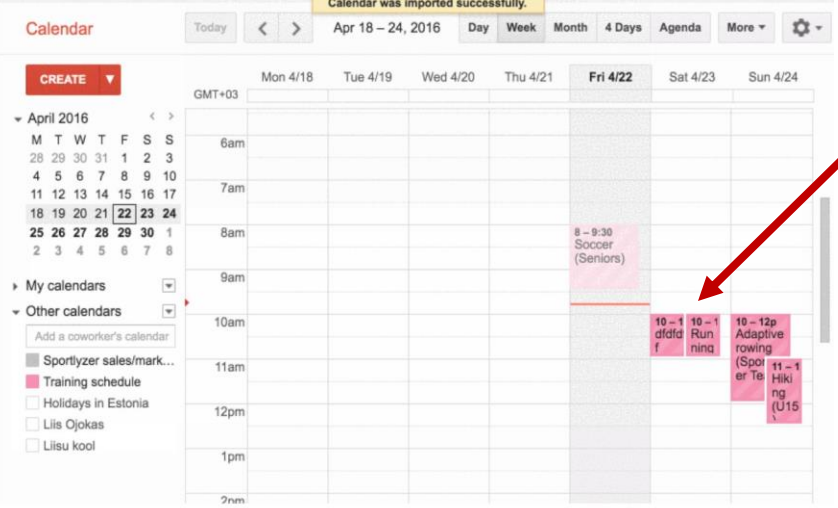 Calendar was imported successfully.
Calendar
Today < > Apr 18 – 24, 2016 Day Week Month 4 Days Agenda More
CREATE
GMT+03
Mon 4/18 Tue 4/19 Wed 4/20 Thu 4/21 Fri 4/22 Sat 4/23 Sun 4/24
April 2016 < >
M T W T F S S
28 29 30 31 1 2 3
4 5 6 7 8 9 10
11 12 13 14 15 16 17
18 19 20 21 22 23 24
25 26 27 28 29 30 1
2 3 4 5 6 7 8
My calendars
Other calendars
Add a coworker's calendar
Sportlyzer sales/mark...
Training schedule
Holidays in Estonia
Liis Ojokas
Liisu kool
6am
7am
8am
9am
10am
11am
12pm
1pm
2pm
8 – 9:30
Soccer
(Seniors)
10 – 1
dfdfd
f
10 – 1
Run
ning
10 – 12p
Adaptive
rowing
(Spor
er Te
11 – 1
Hiki
ng
(U15
)